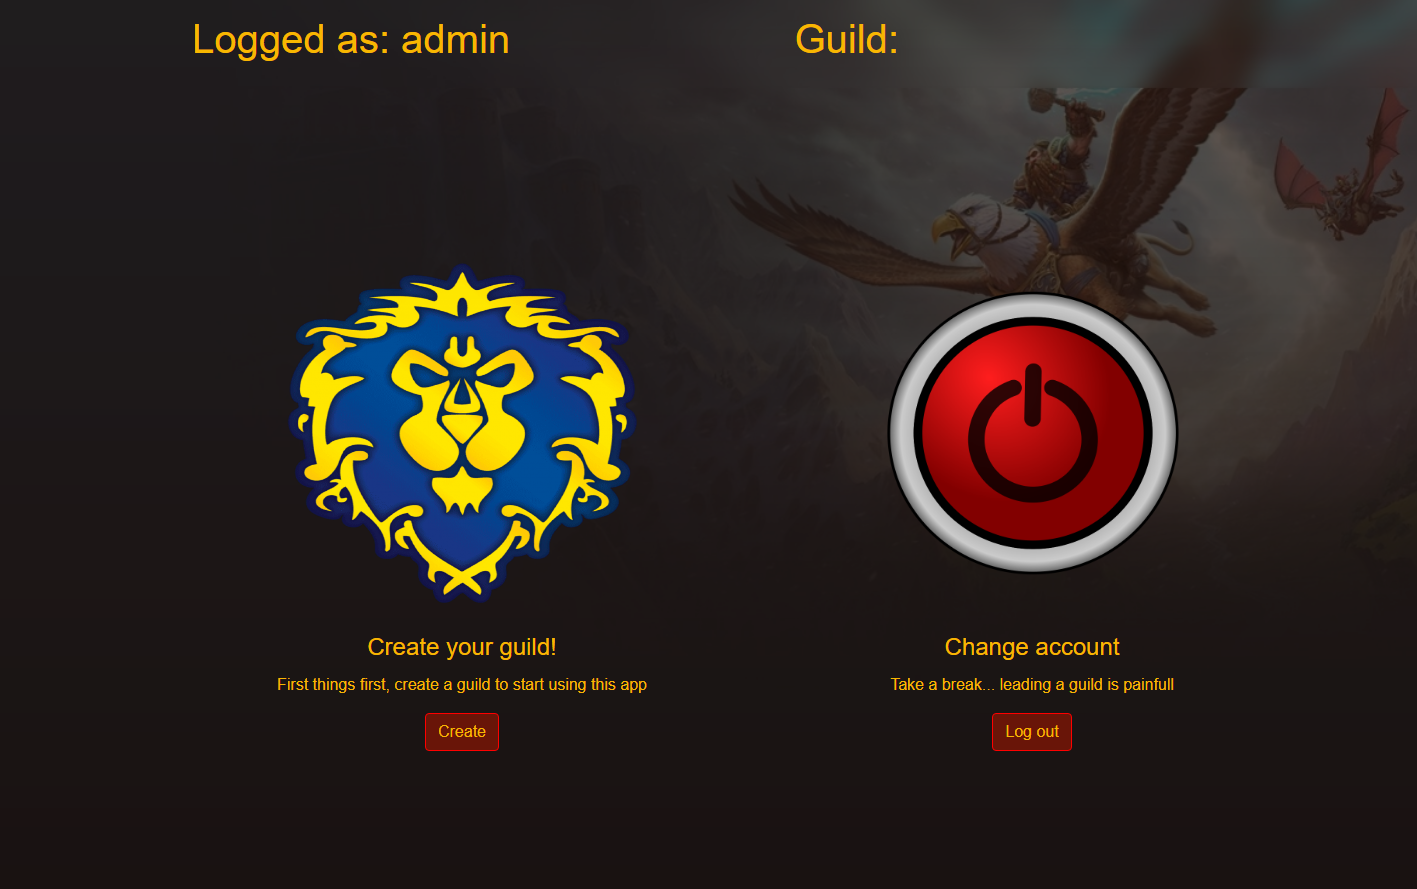 Logged as: admin
Guild:
Create your guild!
First things first, create a guild to start using this app
Create
Change account
Take a break... leading a guild is painfull
Log out